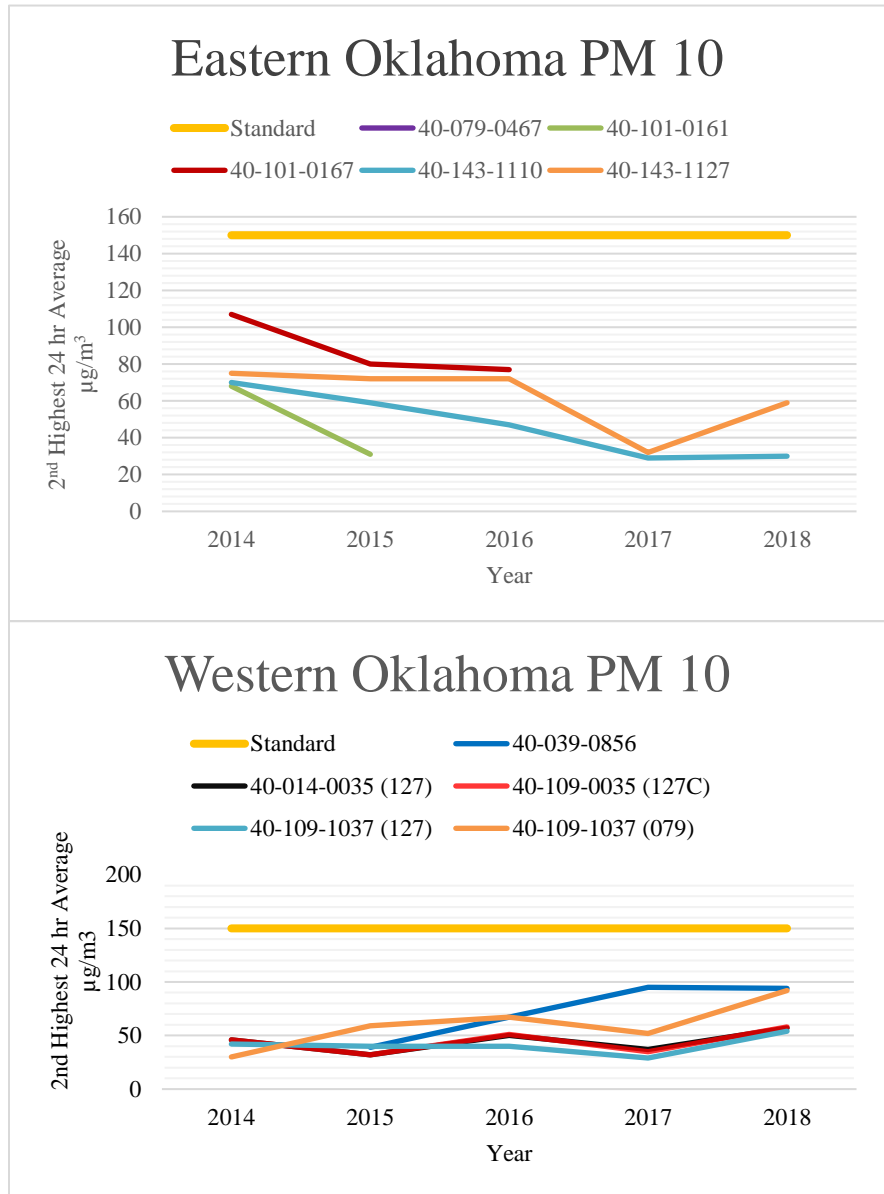 Eastern Oklahoma PM 10
Standard 40-079-0467 40-101-0161
40-101-0167 40-143-1110 40-143-1127
2nd Highest 24 hr Average
µg/m³
160
140
120
100
80
60
40
20
0
2014 2015 2016 2017 2018
Year
Western Oklahoma PM 10
Standard 40-039-0856
40-014-0035 (127) 40-109-0035 (127C)
40-109-1037 (127) 40-109-1037 (079)
2nd Highest 24 hr Average
µg/m3
200
150
100
50
0
2014 2015 2016 2017 2018
Year